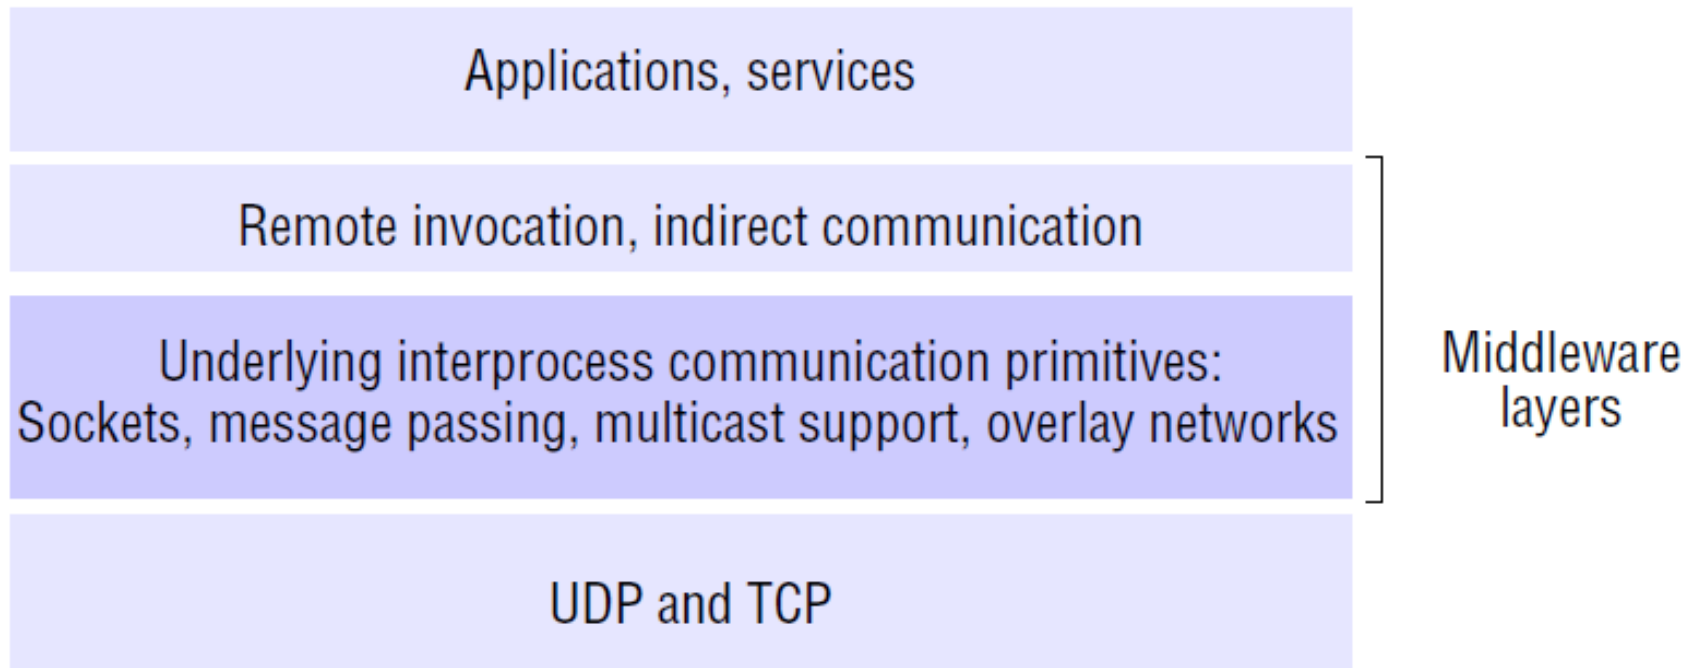 Applications, services
Remote invocation, indirect communication
Underlying interprocess communication primitives:
Sockets, message passing, multicast support, overlay networks
Middleware
layers
UDP and TCP